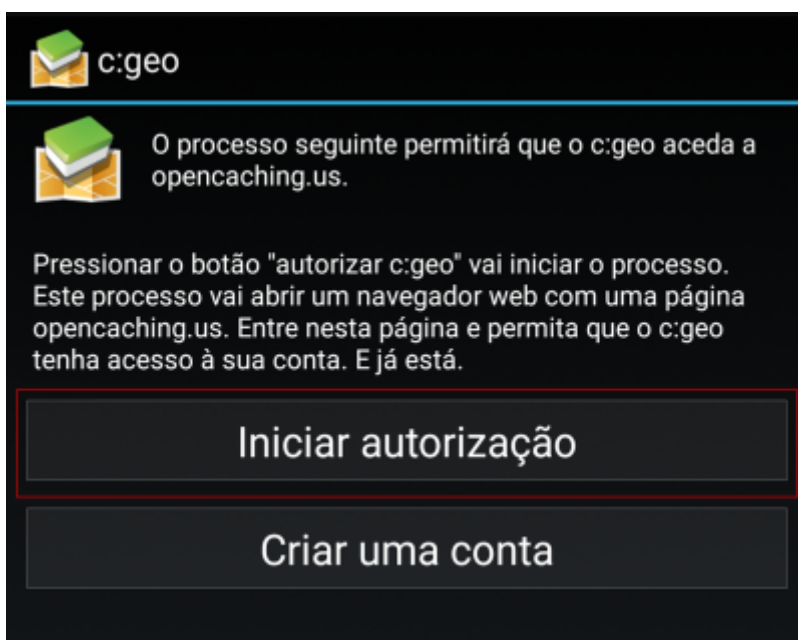 c:geo
O processo seguinte permitirá que o c:geo aceda a
opencaching.us.
Pressionar o botão "autorizar c:geo" vai iniciar o processo.
Este processo vai abrir um navegador web com uma página
opencaching.us. Entre nesta página e permita que o c:geo
tenha acesso à sua conta. E já está.
Iniciar autorização
Criar uma conta